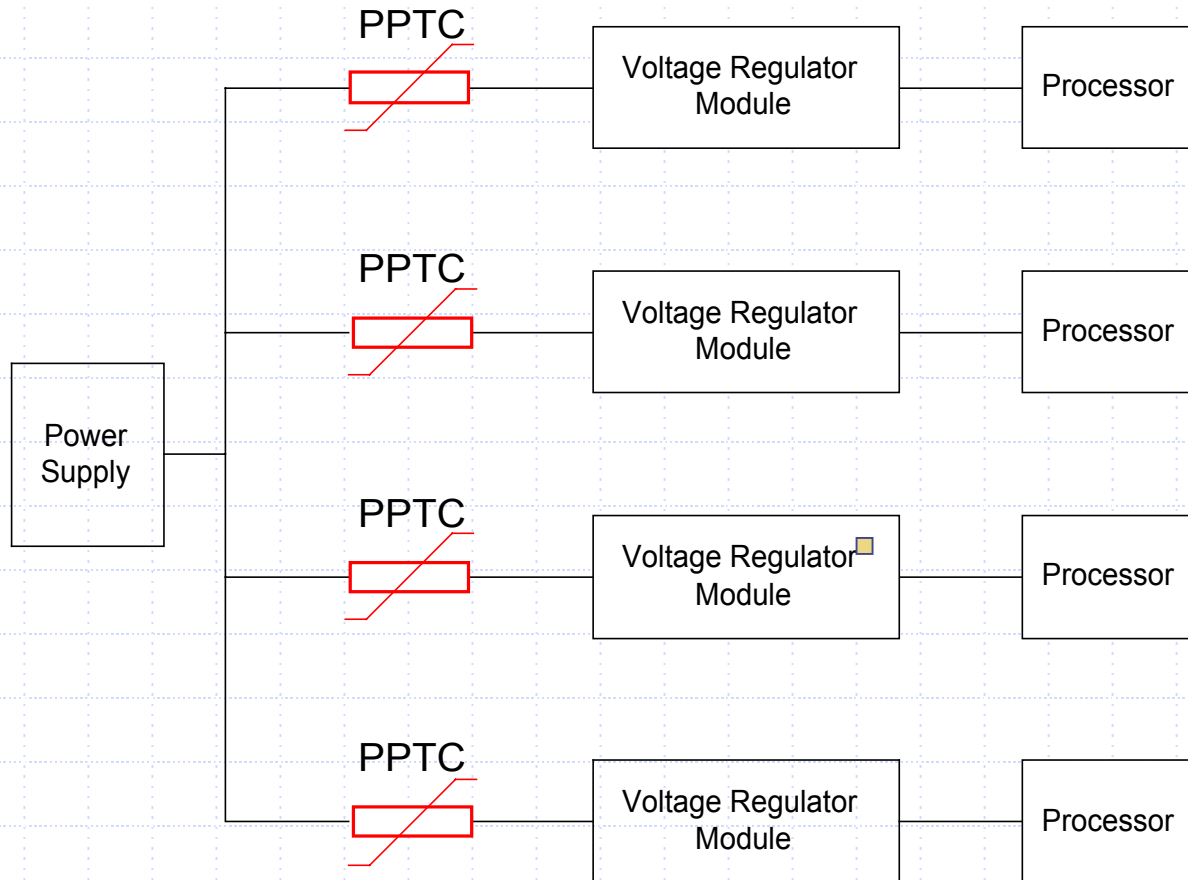 PPTC
Voltage Regulator
Module
Processor
PPTC
Voltage Regulator
Module
Processor
Power
Supply
PPTC
Voltage Regulator
Module
Processor
PPTC
Voltage Regulator
Module
Processor